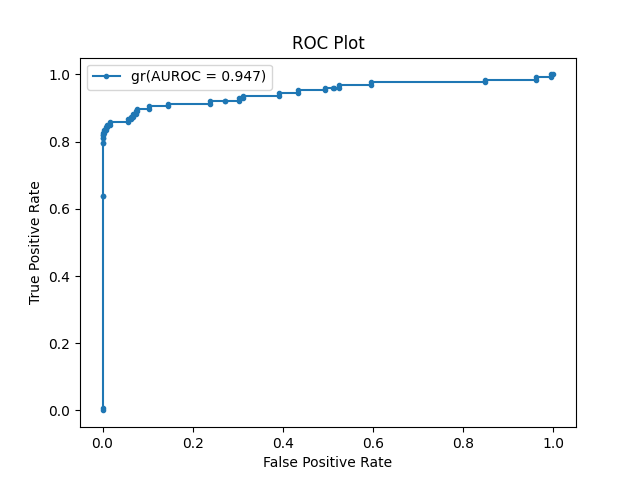 ROC Plot
gr(AUROC = 0.947)
1.0
0.8
0.6
0.4
0.2
0.0
True Positive Rate
0.0 0.2 0.4 0.6 0.8 1.0
False Positive Rate